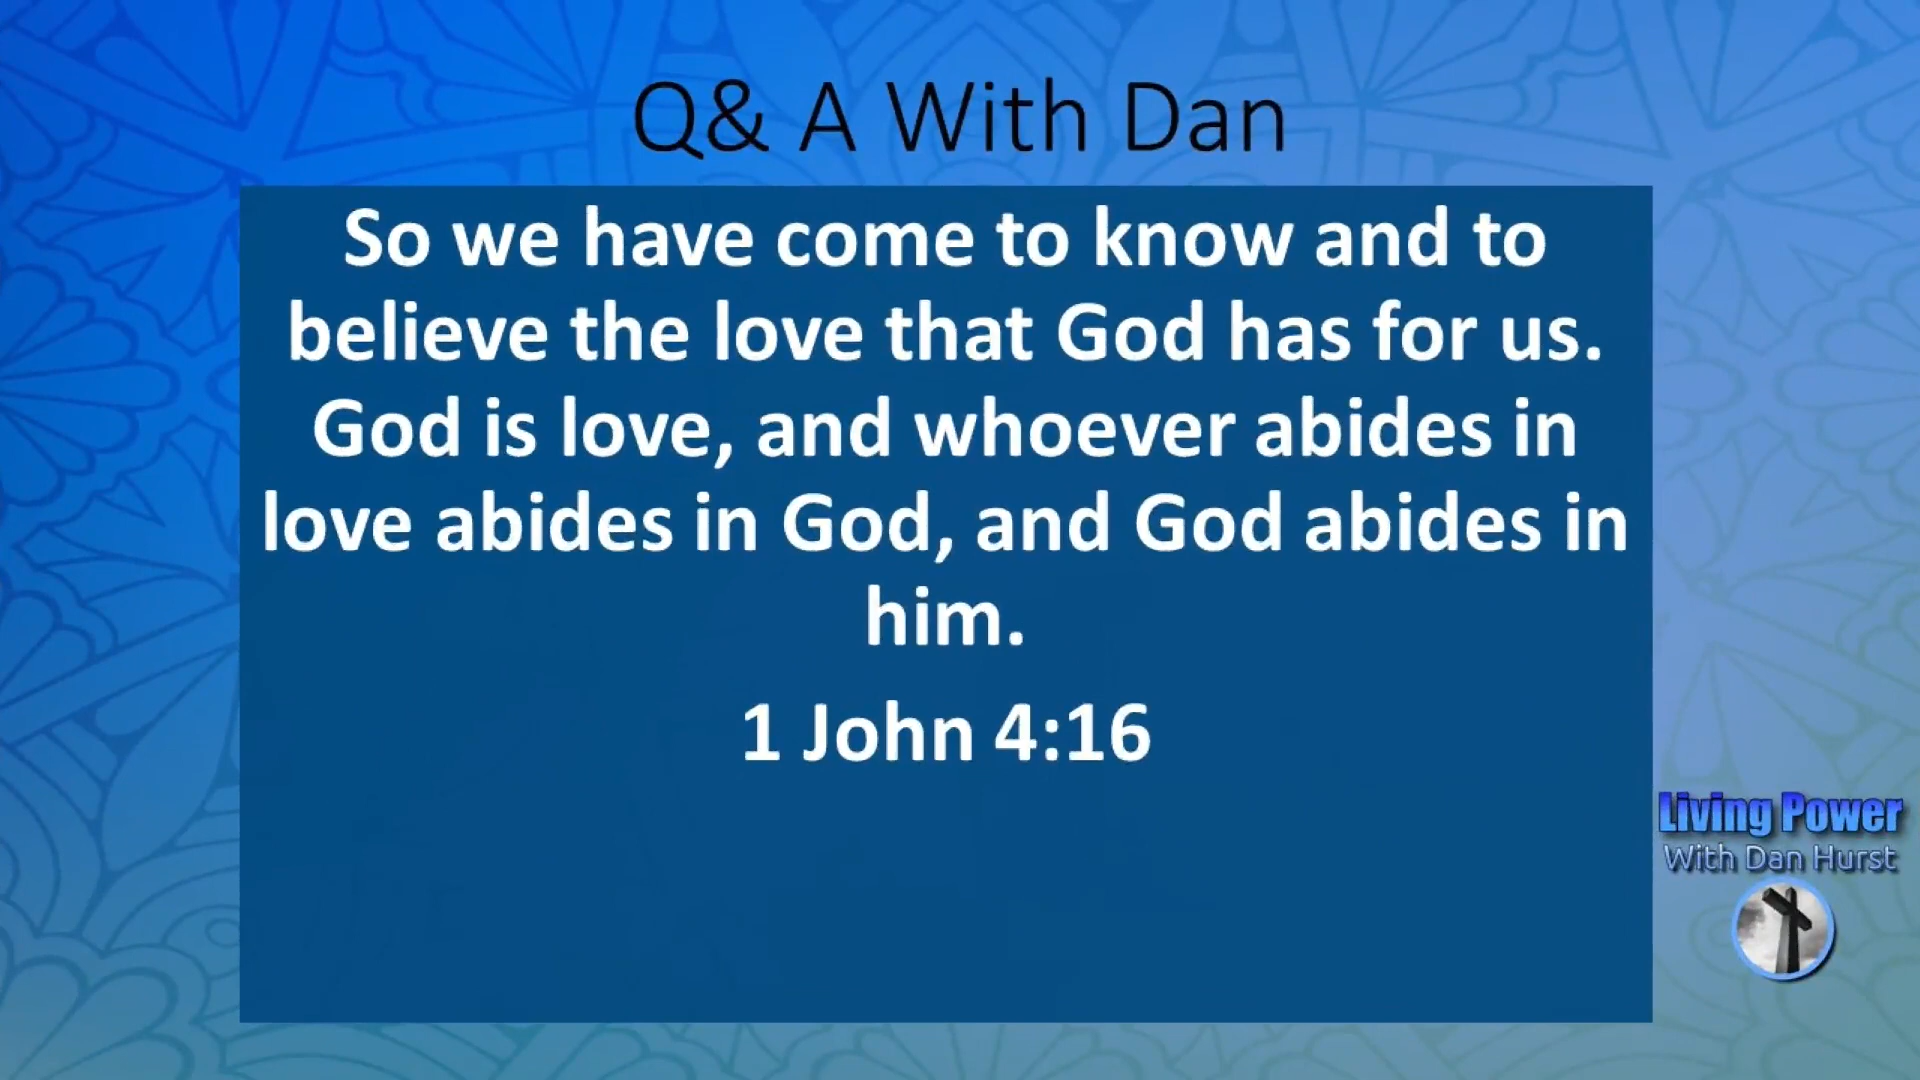 Q& A With Dan
So we have come to know and to
believe the love that God has for us.
God is love, and whoever abides in
love abides in God, and God abides in
him.
1 John 4:16
Living Power
With Dan Hurst